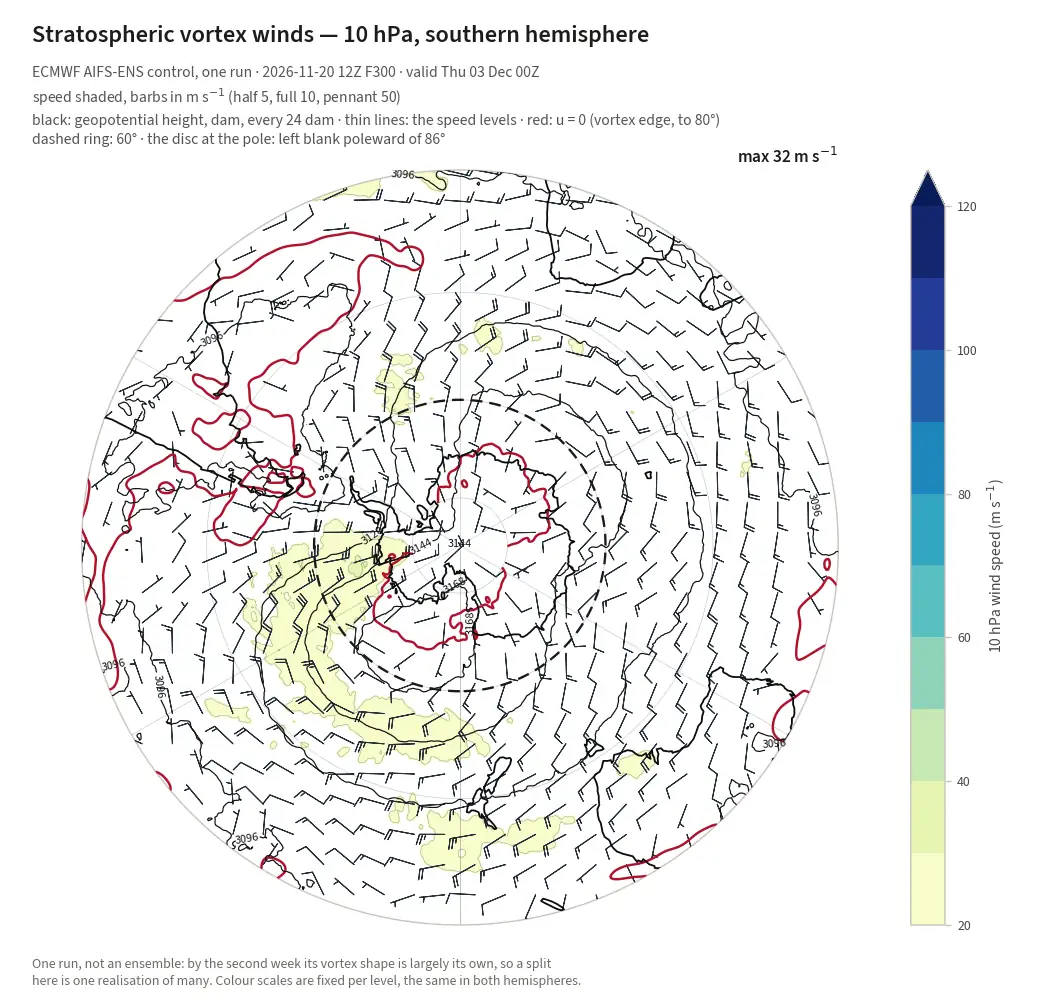 Stratospheric vortex winds — 10 hPa, southern hemisphere
ECMWF AIFS-ENS control, one run · 2026-11-20 12Z F300 · valid Thu 03 Dec 00Z
speed shaded, barbs in m s⁻¹ (half 5, full 10, pennant 50)
black: geopotential height, dam, every 24 dam · thin lines: the speed levels · red: u = 0 (vortex edge, to 80°)
dashed ring: 60° · the disc at the pole: left blank poleward of 86°
max 32 m s⁻¹
3096
120
3096
100
80
3096
3144
3144
3168
3168
60
10 hPa wind speed (m s⁻¹)
3096
3096
3096
40
3096
20
One run, not an ensemble: by the second week its vortex shape is largely its own, so a split
here is one realisation of many. Colour scales are fixed per level, the same in both hemispheres.